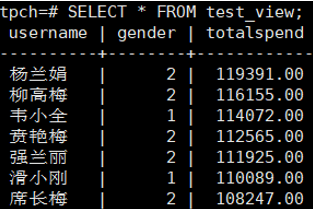 tpch=# SELECT * FROM test_view;
username | gender | totalspend
----------+--------+------------
杨兰娟 | 2 | 119391.00
柳高梅 | 2 | 116155.00
韦小全 | 1 | 114072.00
贲艳梅 | 2 | 112565.00
强兰丽 | 2 | 111925.00
滑小刚 | 1 | 110089.00
席长梅 | 2 | 108247.00